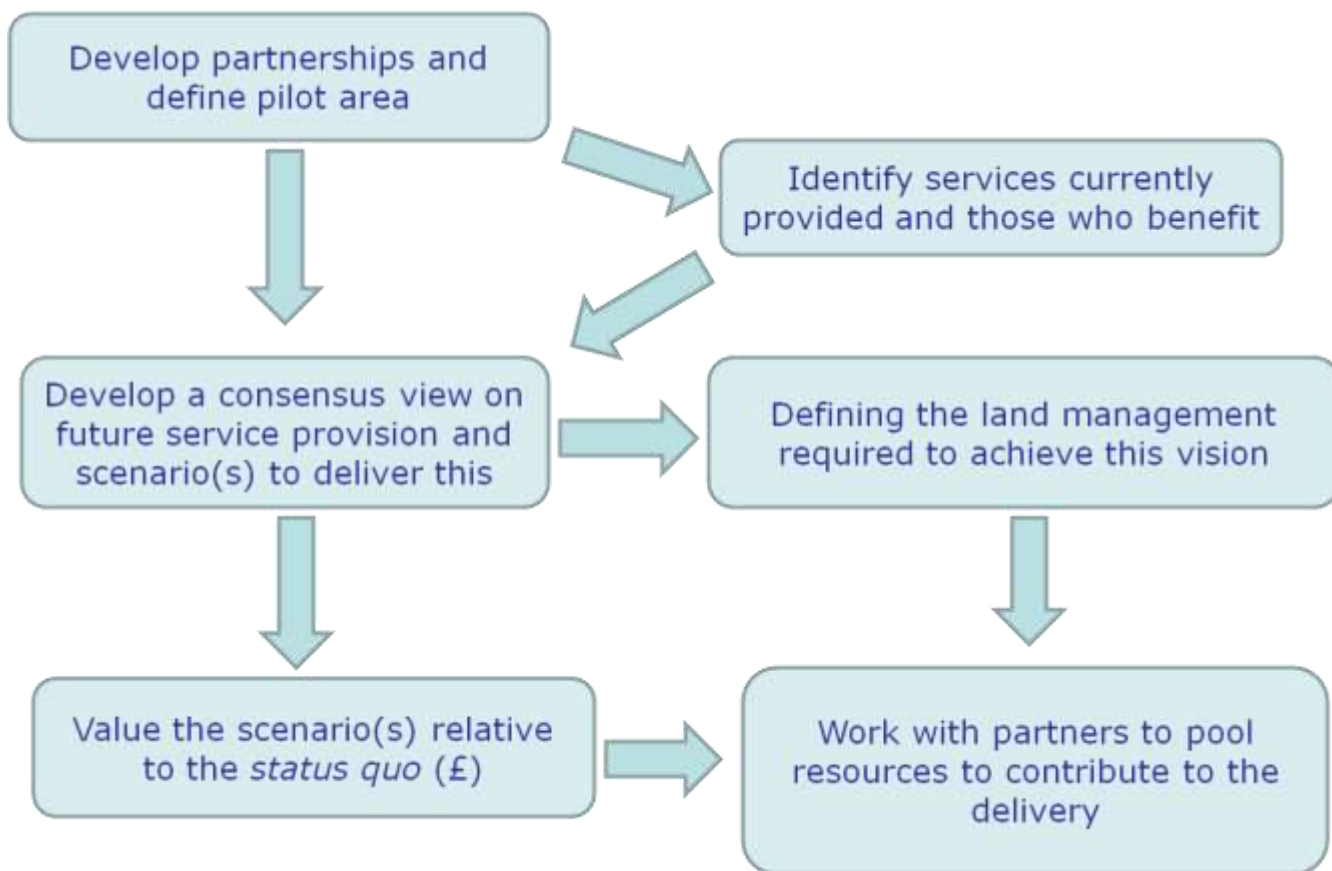 Develop partnerships and
define pilot area
Identify services currently
provided and those who benefit
Develop a consensus view on
future service provision and
scenario(s) to deliver this
Defining the land management
required to achieve this vision
Value the scenario(s) relative
to the status quo (£)
Work with partners to pool
resources to contribute to the
delivery